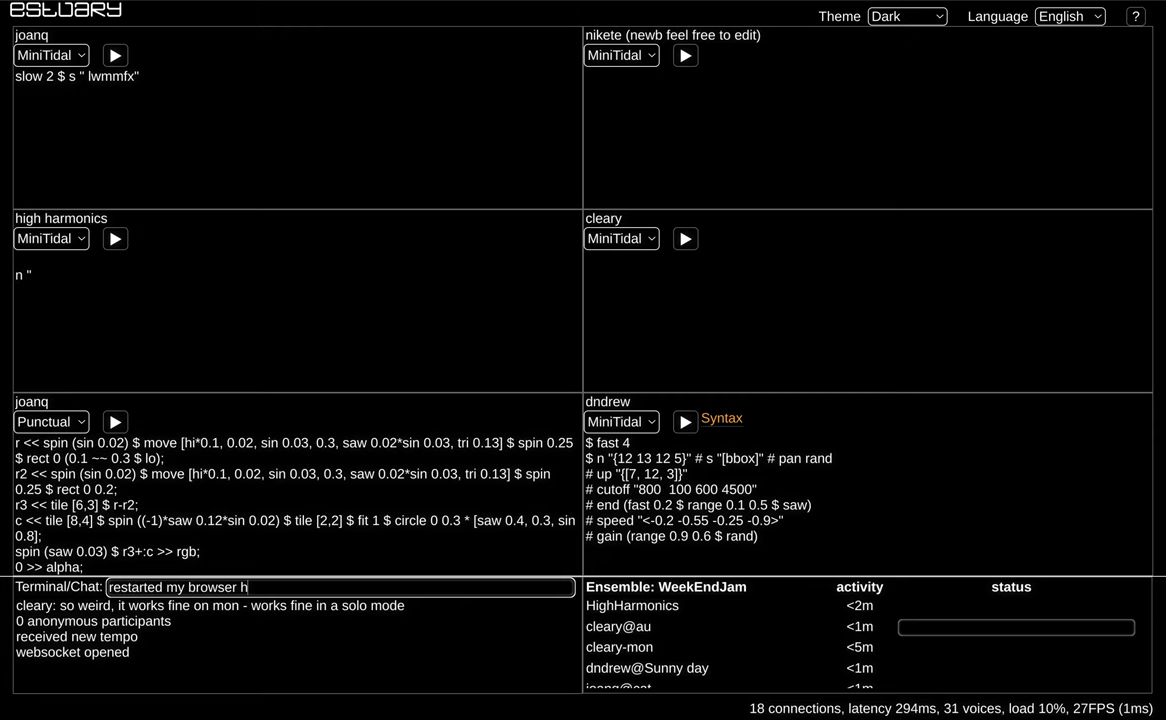 estuary
Theme Dark Language English ?
joanq
MiniTidal
slow 2 $ s " lwmmfx"
nikete (newb feel free to edit)
MiniTidal
high harmonics
MiniTidal
n "
cleary
MiniTidal
joanq
Punctual
r << spin (sin 0.02) $ move [hi*0.1, 0.02, sin 0.03, 0.3, saw 0.02*sin 0.03, tri 0.13] $ spin 0.25
$ rect 0 (0.1 ~~ 0.3 $ lo);
r2 << spin (sin 0.02) $ move [hi*0.1, 0.02, sin 0.03, 0.3, saw 0.02*sin 0.03, tri 0.13] $ spin
0.25 $ rect 0 0.2;
r3 << tile [6,3] $ r-r2;
c << tile [8,4] $ spin ((-1)*saw 0.12*sin 0.02) $ tile [2,2] $ fit 1 $ circle 0 0.3 * [saw 0.4, 0.3, sin
0.8];
spin (saw 0.03) $ r3+:c >> rgb;
0 >> alpha;
dndrew
MiniTidal Syntax
$ fast 4
$ n "{12 13 12 5}" # s "[bbox]" # pan rand
# up "{[7, 12, 3]}"
# cutoff "800  100 600 4500"
# end (fast 0.2 $ range 0.1 0.5 $ saw)
# speed "<-0.2 -0.55 -0.25 -0.9>"
# gain (range 0.9 0.6 $ rand)
Terminal/Chat: restarted my browser h
cleary: so weird, it works fine on mon - works fine in a solo mode
0 anonymous participants
received new tempo
websocket opened
Ensemble: WeekEndJam activity status
HighHarmonics <2m
cleary@au <1m
cleary-mon <5m
dndrew@Sunny day <1m
joanq@cat <1m
18 connections, latency 294ms, 31 voices, load 10%, 27FPS (1ms)